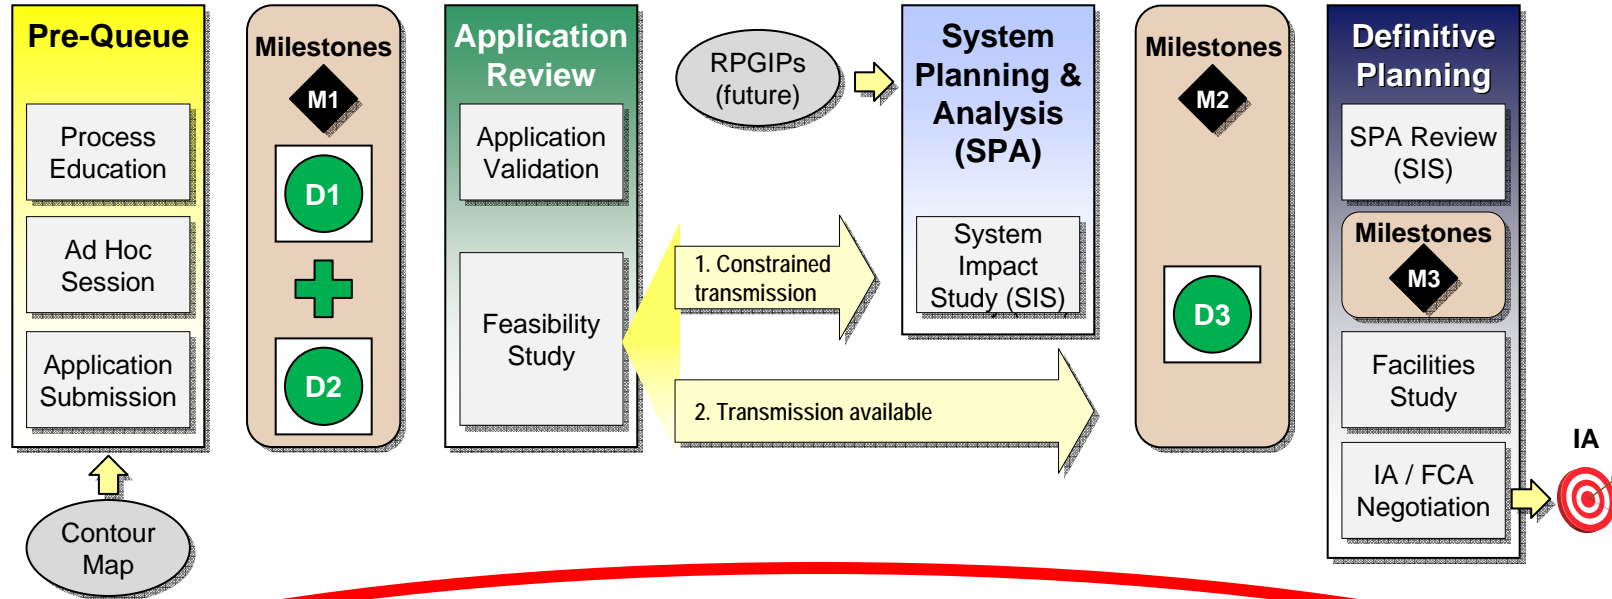 Pre-Queue
Process
Education
Ad Hoc
Session
Application
Submission
Contour
Map
Milestones
M1
D1
D2
Application
Review
Application
Validation
Feasibility
Study
1. Constrained
transmission
2. Transmission available
RPGIPs
(future)
System
Planning &
Analysis
(SPA)
System
Impact
Study (SIS)
Milestones
M2
D3
Definitive
Planning
SPA Review
(SIS)
Milestones
M3
Facilities
Study
IA / FCA
Negotiation
IA